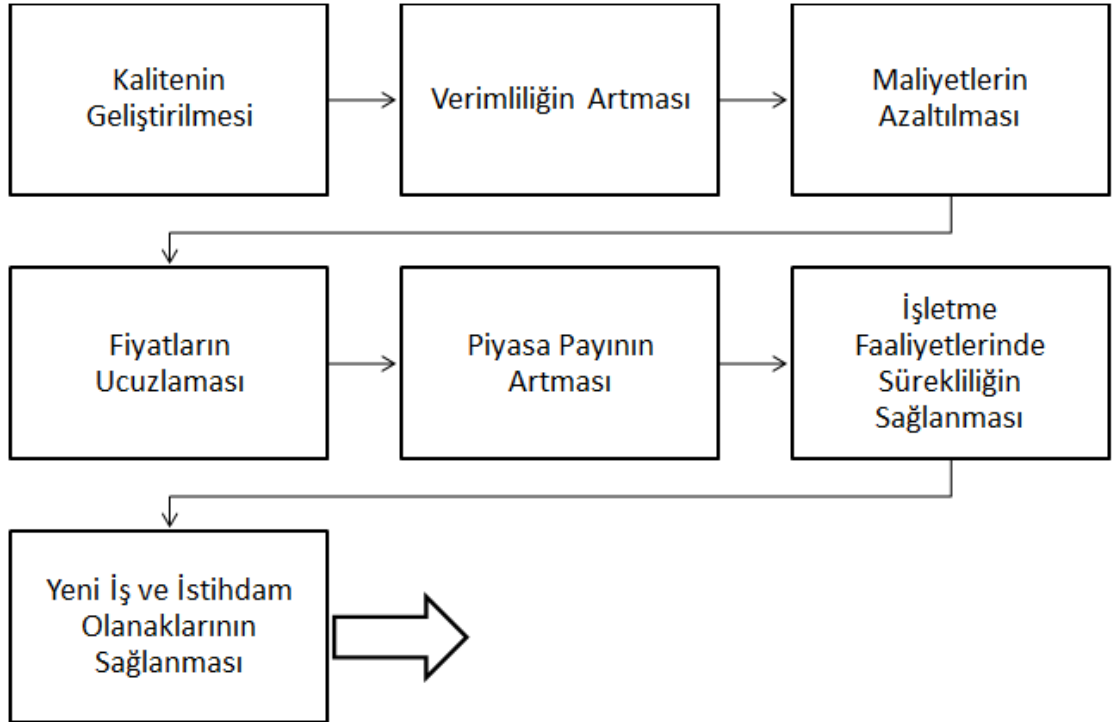 Kalitenin
Geliştirilmesi
Verimliliğin Artması
Maliyetlerin
Azaltılması
Fiyatların
Ucuzlaması
Piyasa Payının
Artması
İşletme
Faaliyetlerinde
Sürekliliğin
Sağlanması
Yeni İş ve İstihdam
Olanaklarının
Sağlanması